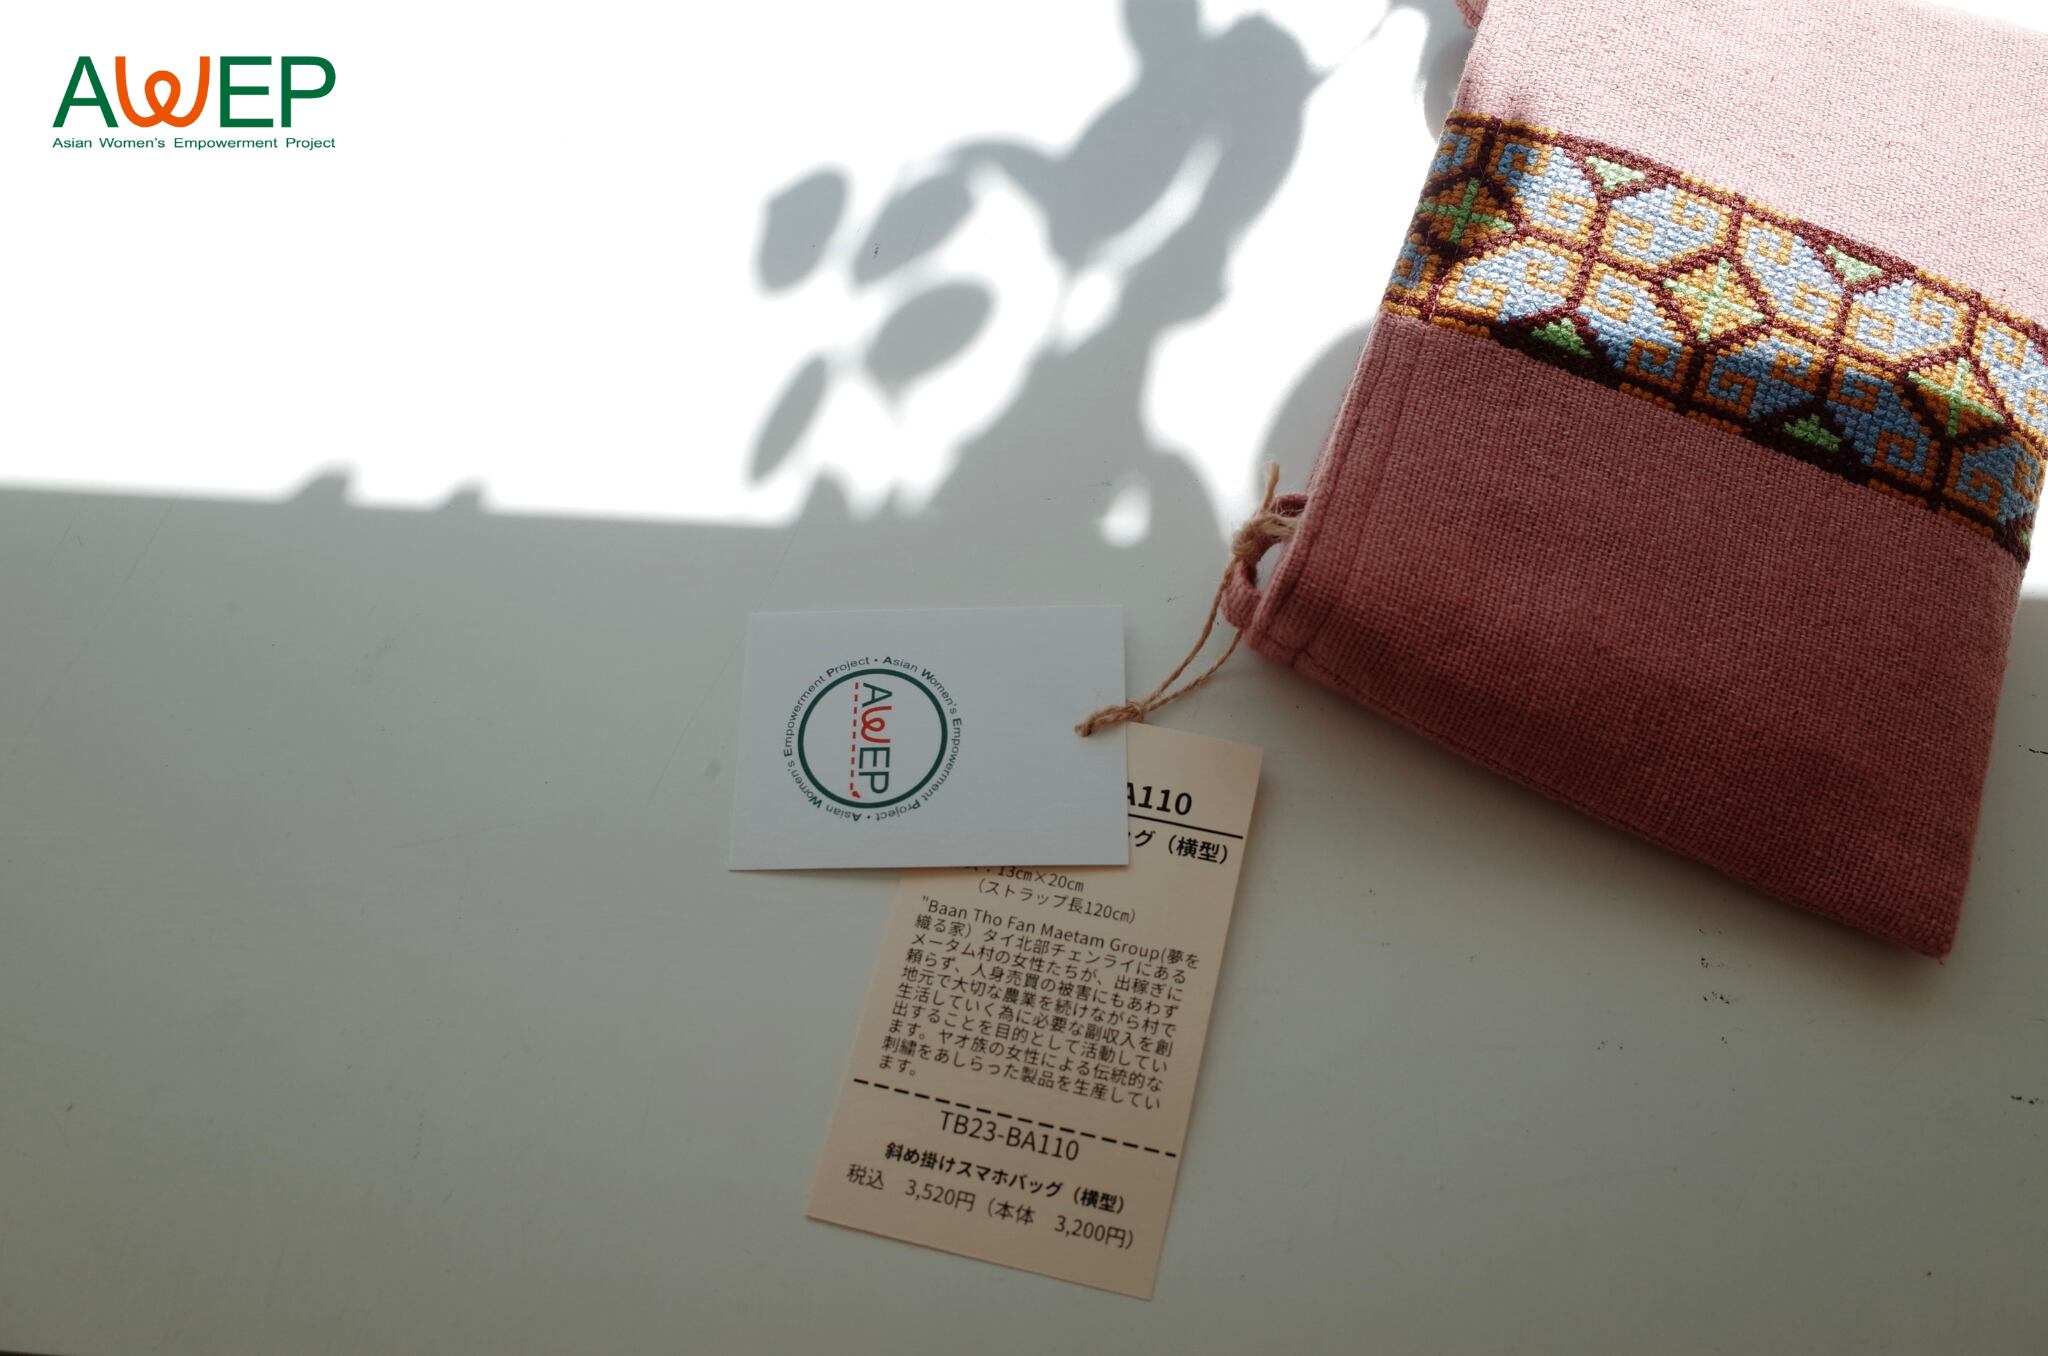 AWEP
Asian Women's Empowerment Project
Project • Asian Women's Empowerment Project • Asian Women's Empowerment
AWEP
A110
グ（横型）
：13cm×20cm
（ストラップ長120cm）
"Baan Tho Fan Maetam Group(夢を
織る家）タイ北部チェンライにある
メータム村の女性たちが、出稼ぎに
頼らず、人身売買の被害にもあわず
地元で大切な農業を続けながら村で
生活していく為に必要な副収入を創
出することを目的として活動してい
ます。ヤオ族の女性による伝統的な
刺繍をあしらった製品を生産してい
ます。
TB23-BA110
斜め掛けスマホバッグ（横型）
税込　3,520円（本体　3,200円）